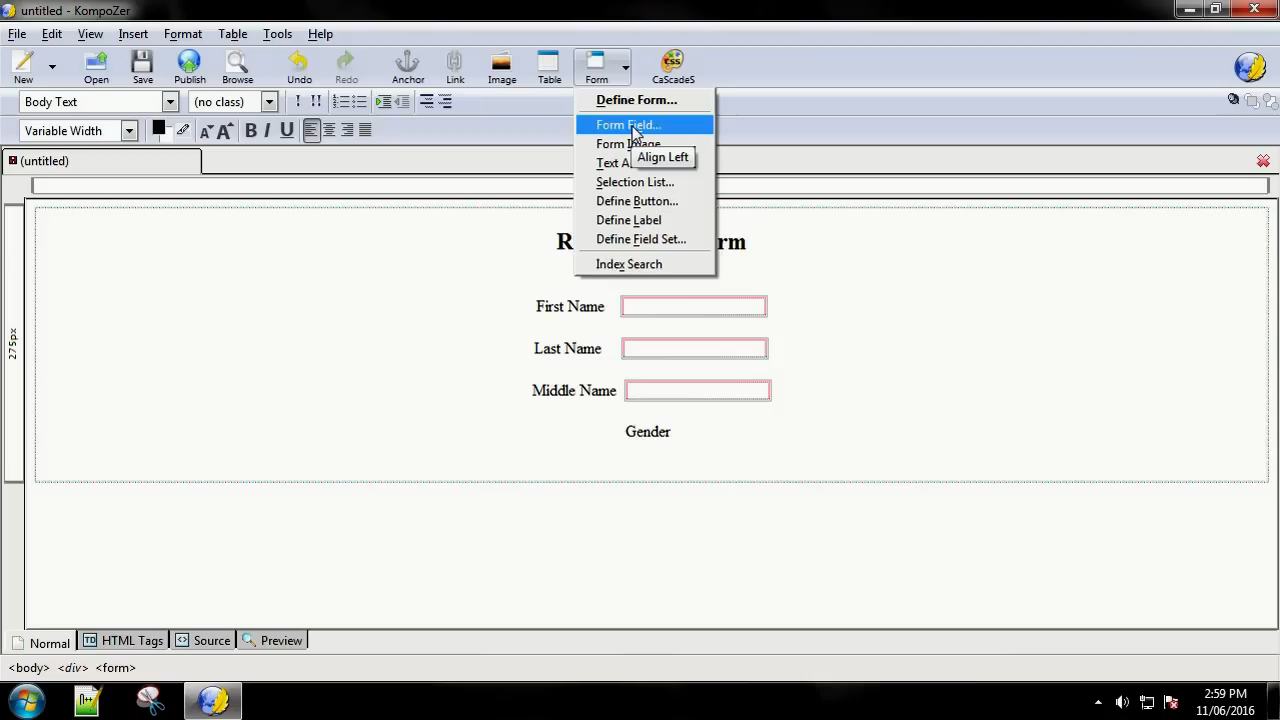 untitled - KompoZer
File Edit View Insert Format Table Tools Help
New Open Save Publish Browse Undo Redo Anchor Link Image Table Form CaScadeS
Body Text (no class) ! !!
Variable Width A A B I U
(untitled)
Define Form...
Form Field...
Form Image
Align Left
Text A
Selection List...
Define Button...
Define Label
Define Field Set...
Index Search
R rm
First Name
Last Name
Middle Name
Gender
275px
Normal TD HTML Tags <> Source Preview
<body> <div> <form>
2:59 PM
11/06/2016